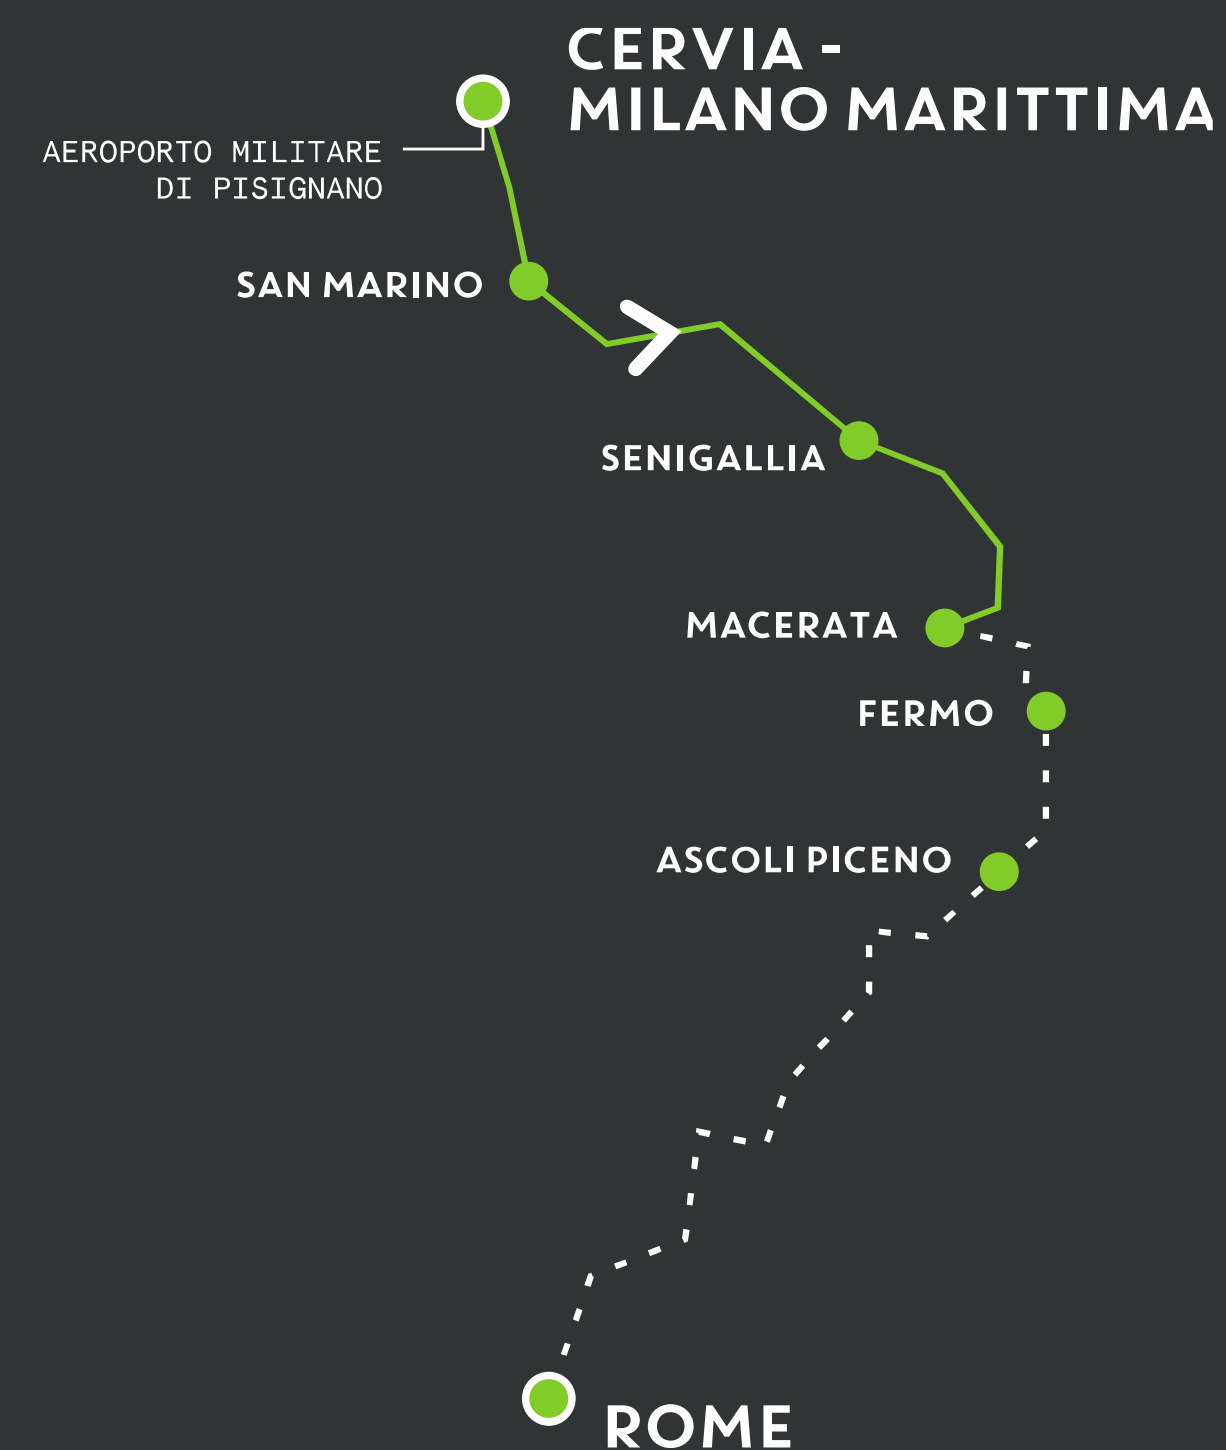 CERVIA -
MILANO MARITTIMA
AEROPORTO MILITARE
DI PISIGNANO
SAN MARINO
SENIGALLIA
MACERATA
FERMO
ASCOLI PICENO
ROME